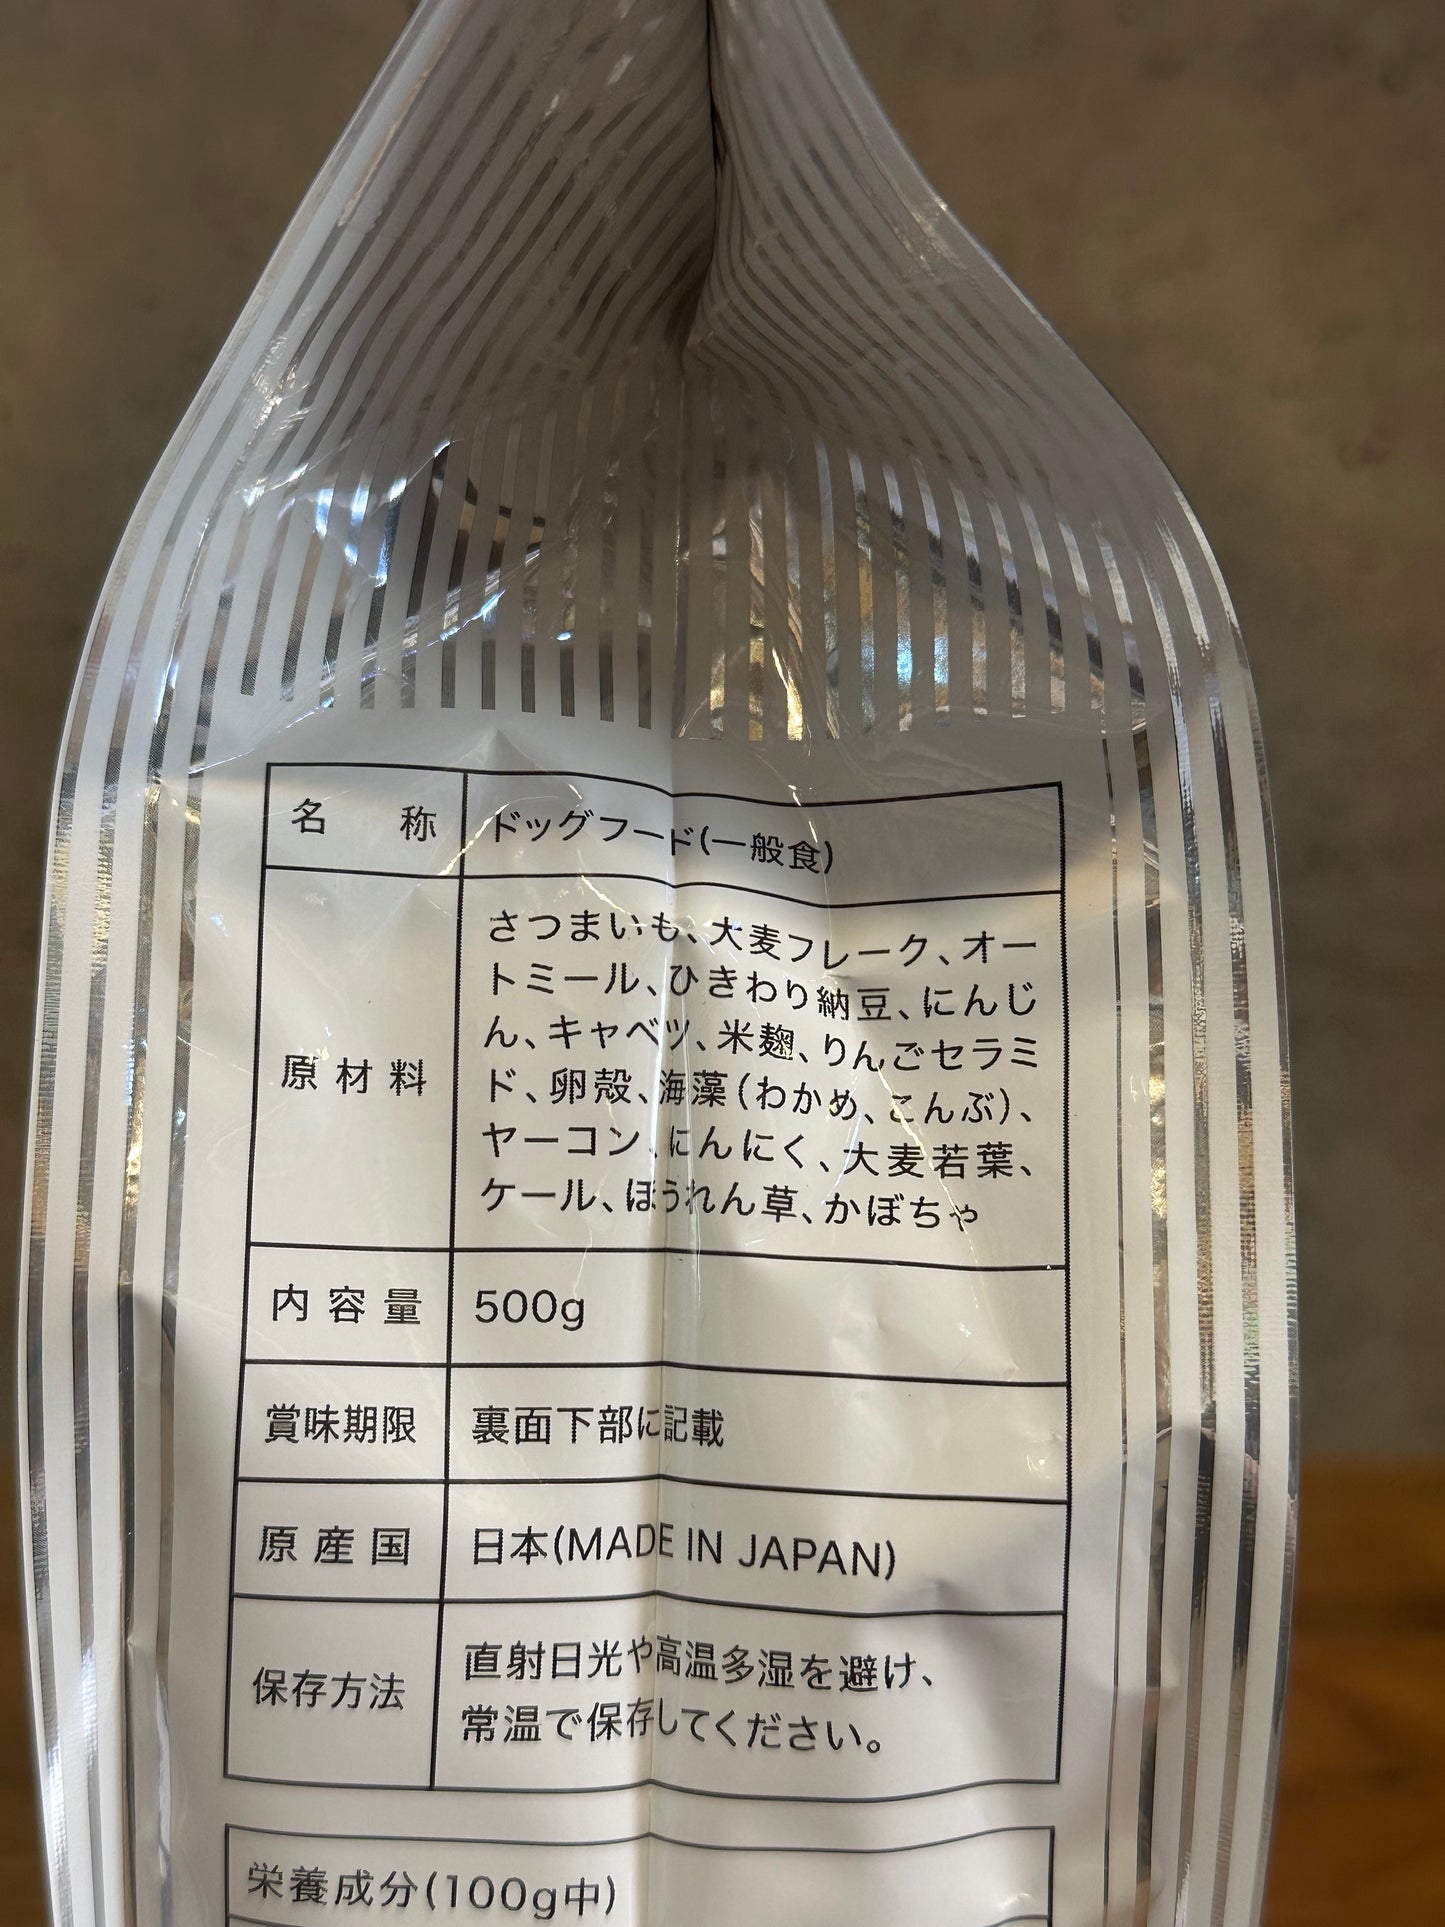 名称 ドッグフード(一般食)
原材料 さつまいも、大麦フレーク、オー
トミール、ひきわり納豆、にんじ
ん、キャベツ、米麹、りんごセラミ
ド、卵殻、海藻(わかめ、こんぶ)、
ヤーコン、にんにく、大麦若葉、
ケール、ほうれん草、かぼちゃ
内容量 500g
賞味期限 裏面下部に記載
原産国 日本(MADE IN JAPAN)
保存方法 直射日光や高温多湿を避け、
常温で保存してください。
栄養成分(100g中)